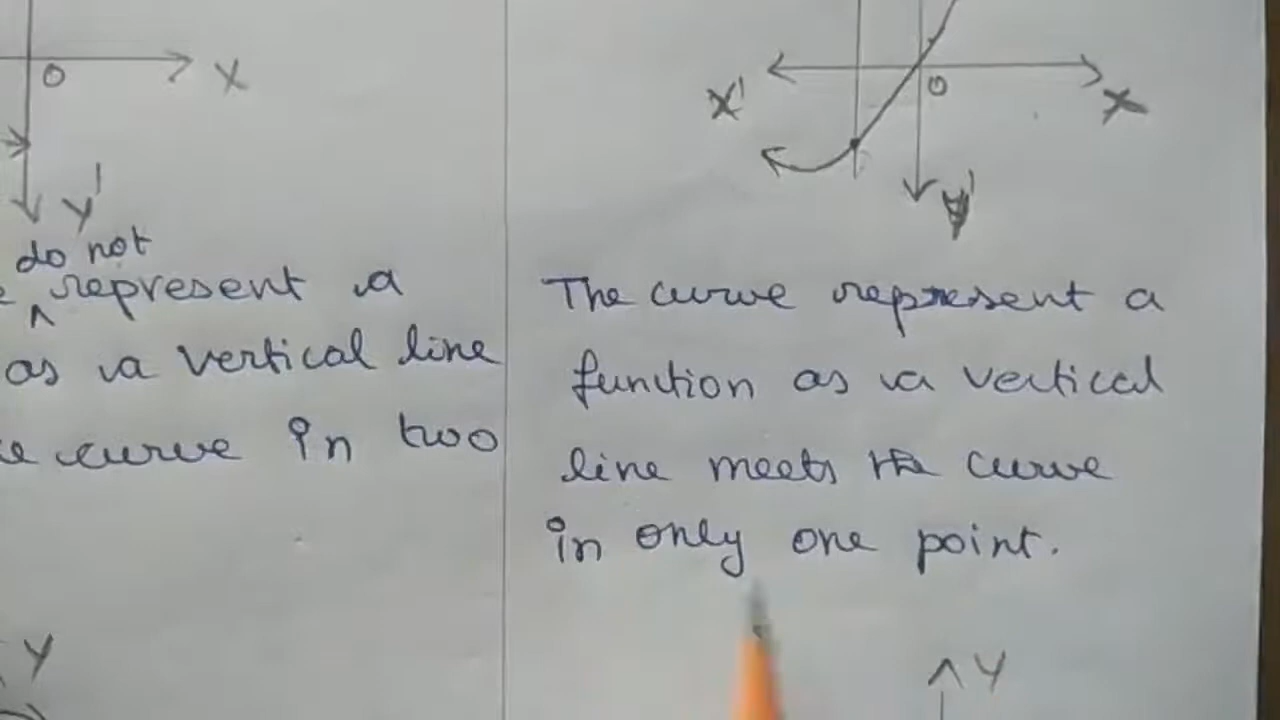 O
X
Y'
do not
represent a
as a vertical line
curve in two
Y
X'
O
X
Y'
The curve represent a
function as a vertical
line meets the curve
in only one point.
Y